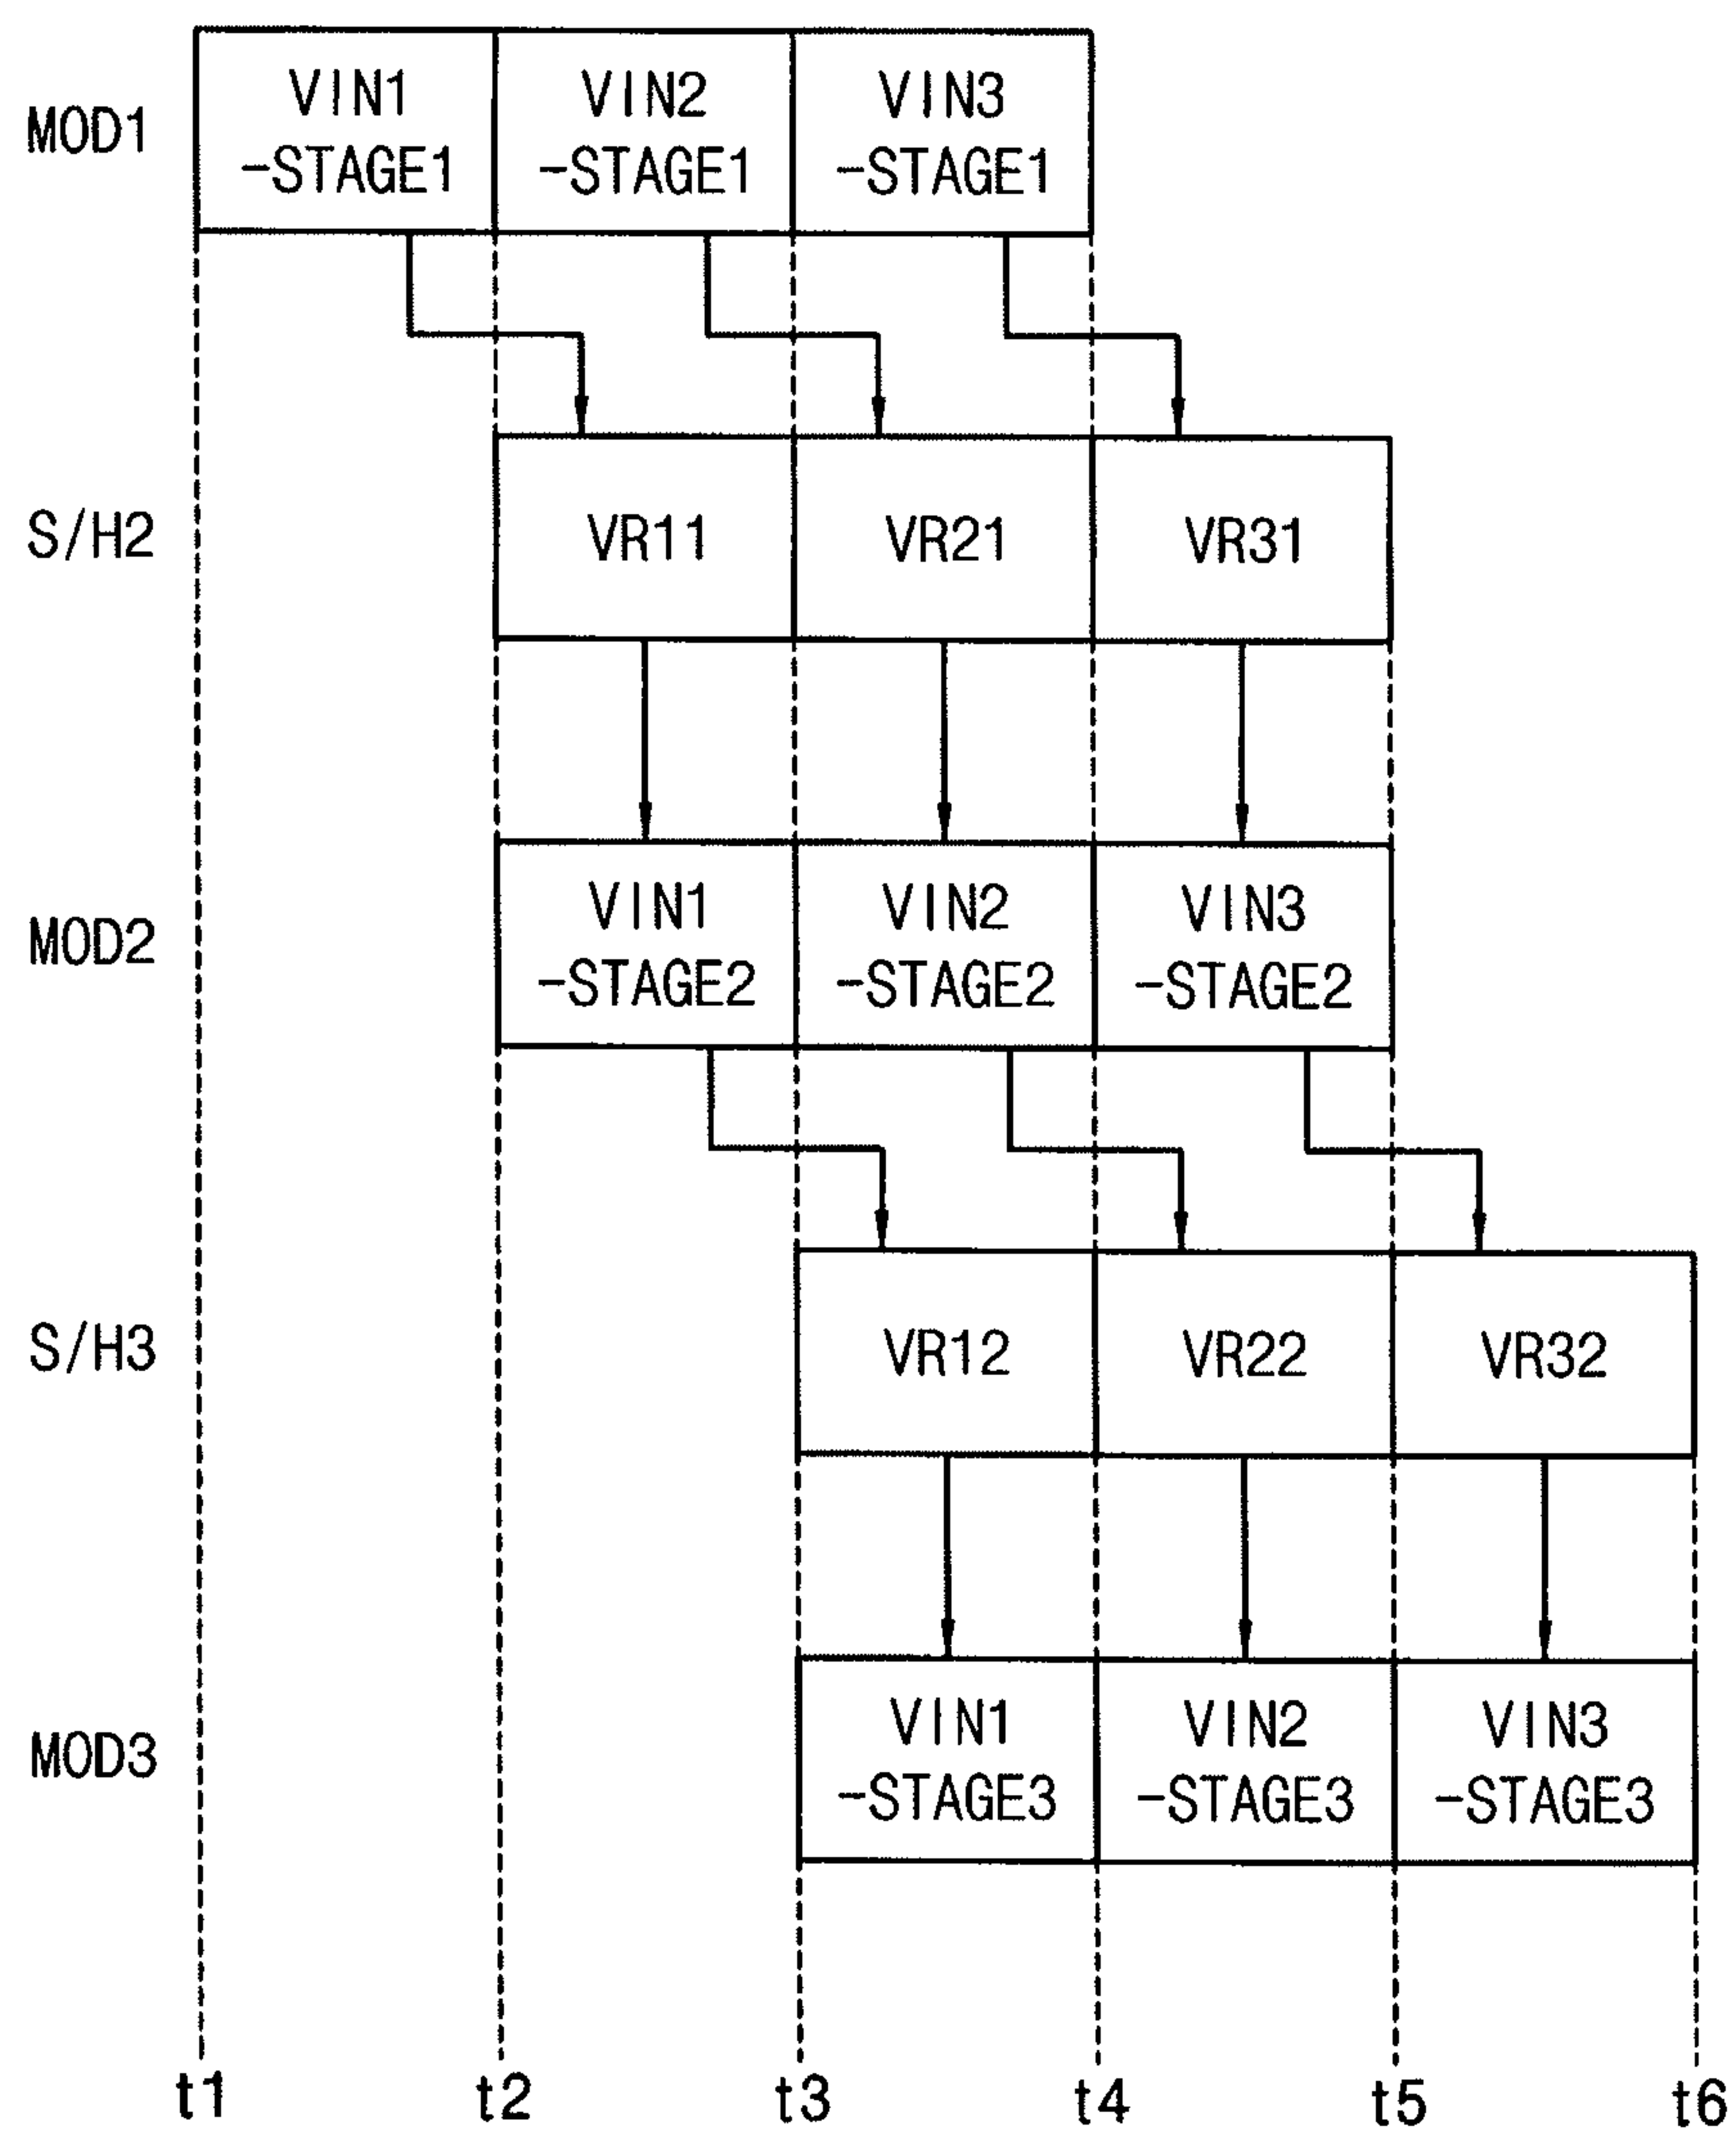 MOD1
VIN1
-STAGE1
VIN2
-STAGE1
VIN3
-STAGE1
S/H2
VR11
VR21
VR31
MOD2
VIN1
-STAGE2
VIN2
-STAGE2
VIN3
-STAGE2
S/H3
VR12
VR22
VR32
MOD3
VIN1
-STAGE3
VIN2
-STAGE3
VIN3
-STAGE3
t1 t2 t3 t4 t5 t6